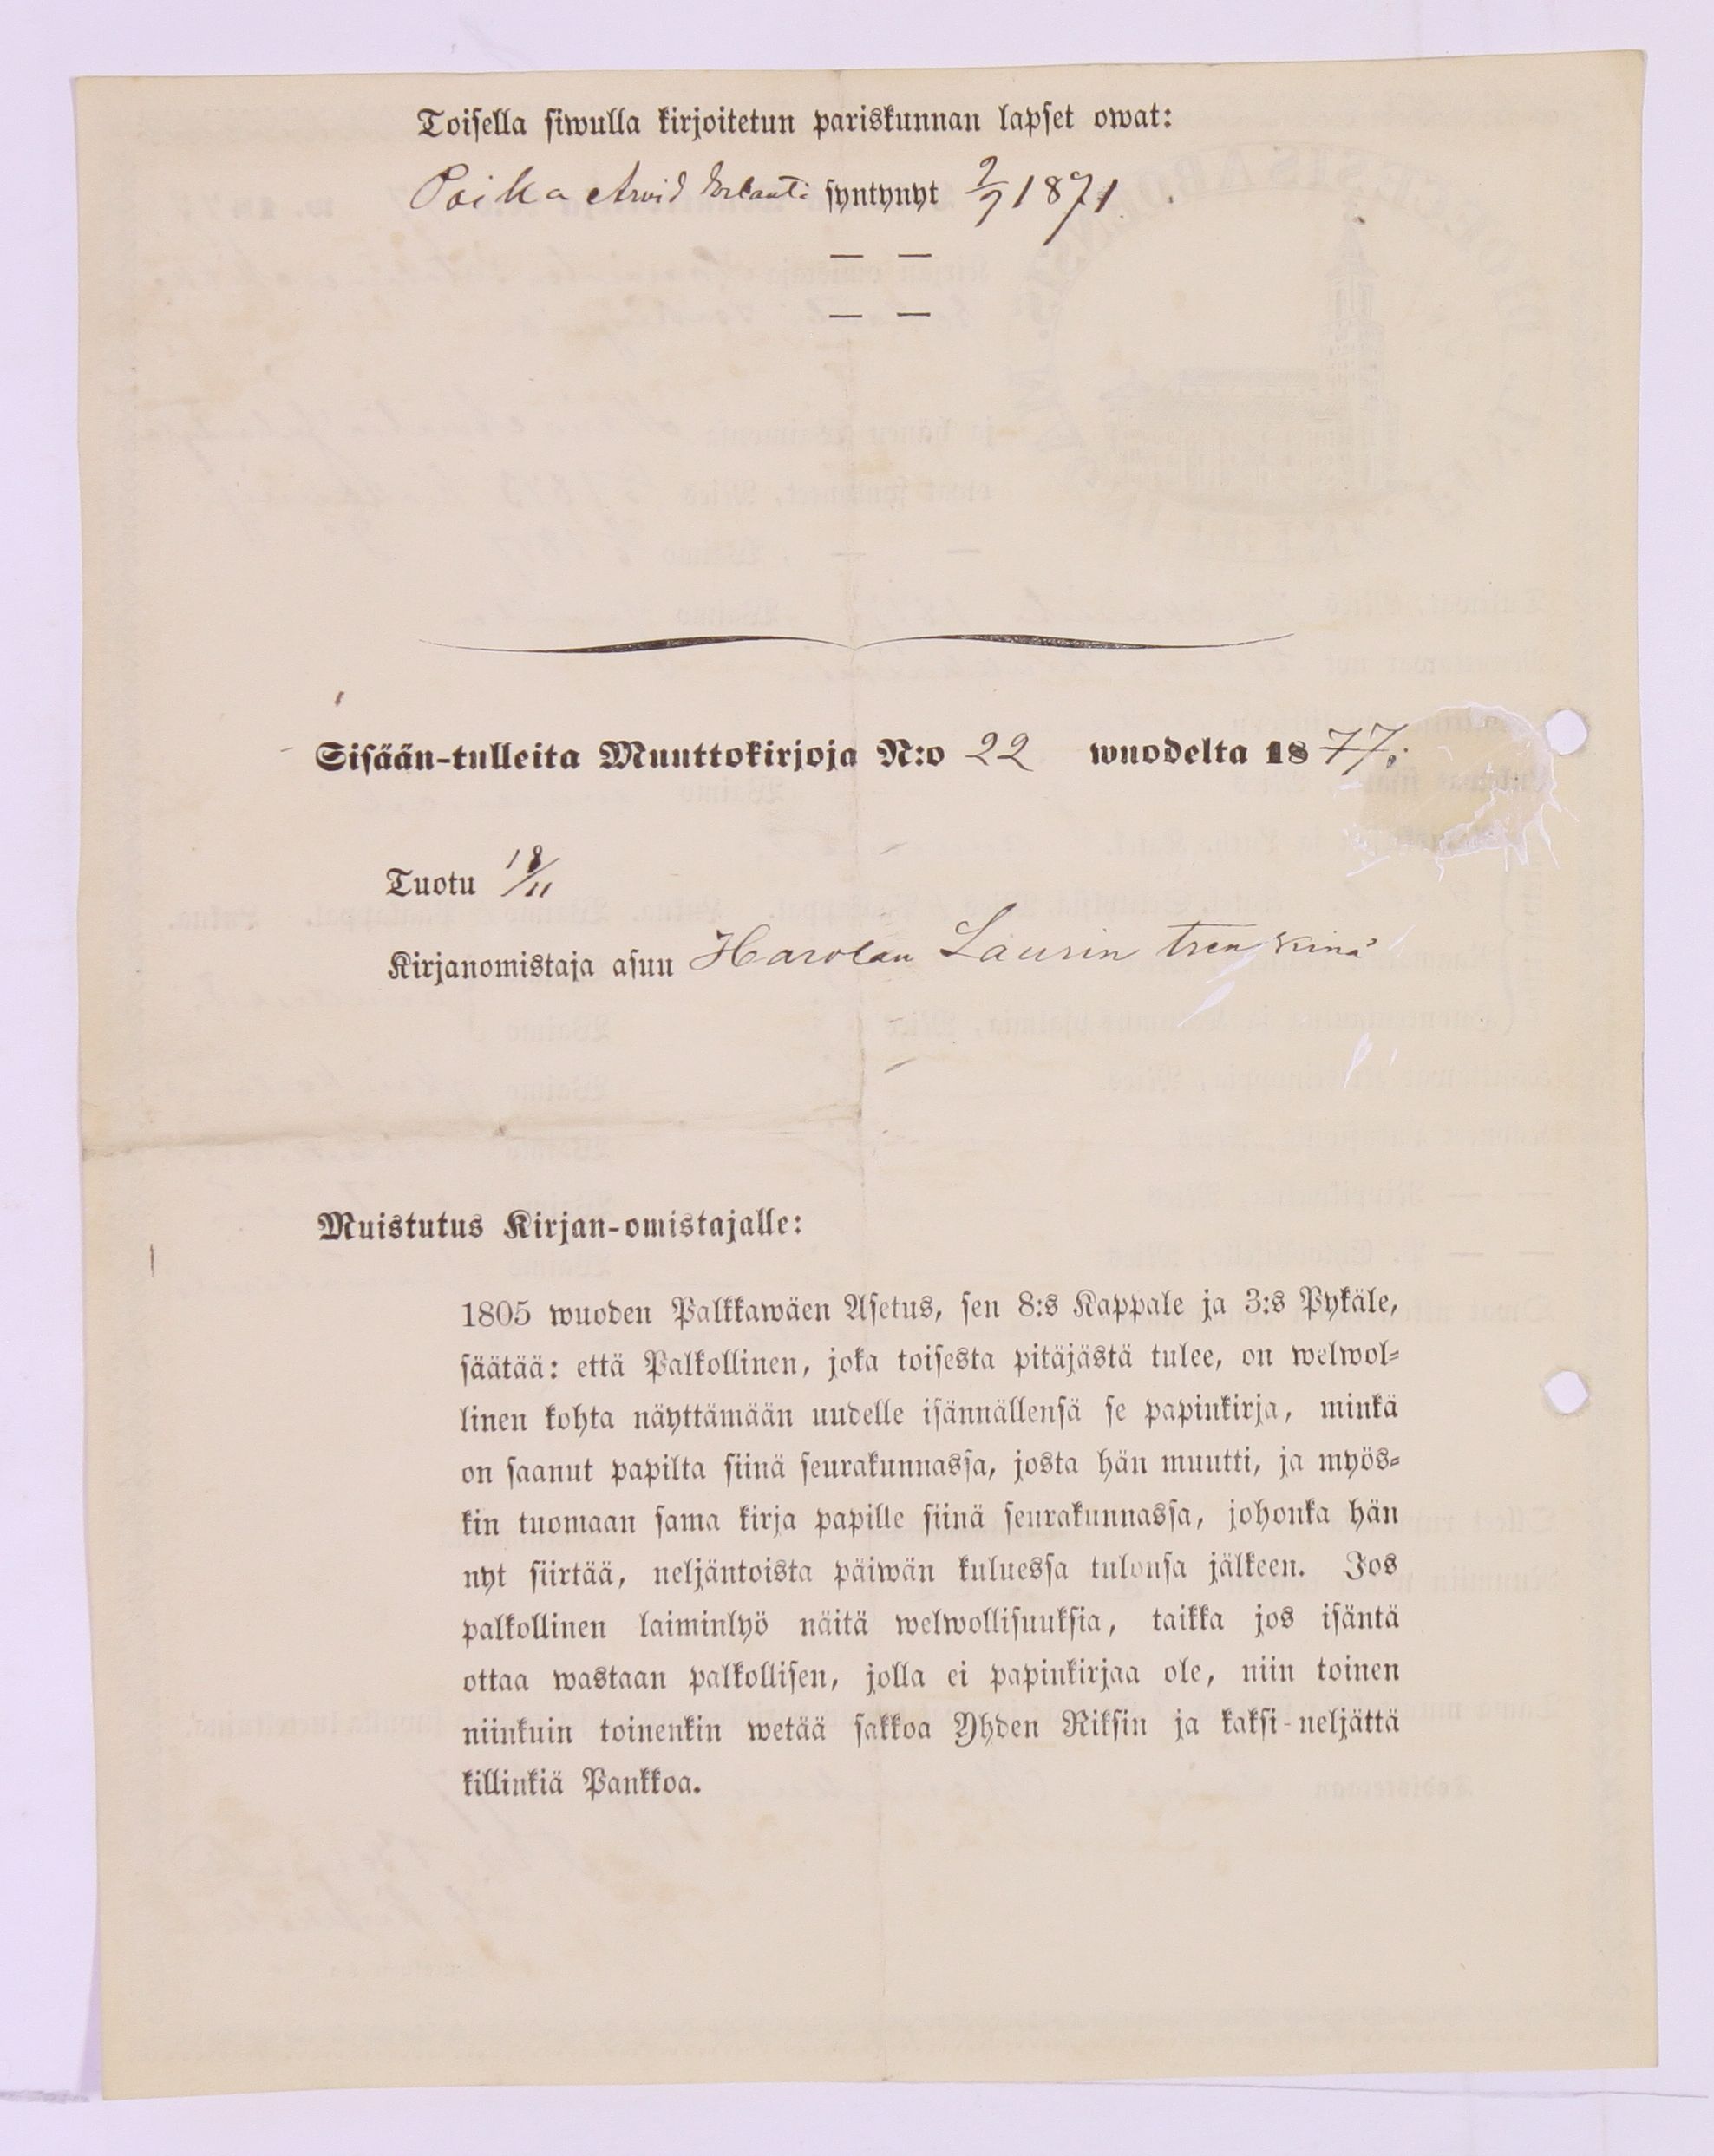 Toisella siwulla kirjoitetun pariskunnan lapset owat:
Poika Arvid Erlanti syntynyt 2/7 1871
— —
— —
Sisään-tulleita Muuttokirjoja N:o 22 wuodelta 1877.
Tuotu 18/11
Kirjanomistaja asuu Harolan Laurin trenkinä
Muistutus Kirjan-omistajalle:
1805 wuoden Palkkawäen Asetus, sen 8:s Kappale ja 3:s Pykäle,
säätää: että Palkollinen, joka toisesta pitäjästä tulee, on welwol-
linen kohta näyttämään uudelle isännällensä se papinkirja, minkä
on saanut papilta siinä seurakunnassa, josta hän muutti, ja myös-
kin tuomaan sama kirja papille siinä seurakunnassa, johonka hän
nyt siirtää, neljäntoista päiwän kuluessa tulonsa jälkeen. Jos
palkollinen laiminlyö näitä welwollisuuksia, taikka jos isäntä
ottaa wastaan palkollisen, jolla ei papinkirjaa ole, niin toinen
niinkuin toinenkin wetää sakkoa Yhden Riksin ja kaksi-neljättä
killinkiä Pankkoa.